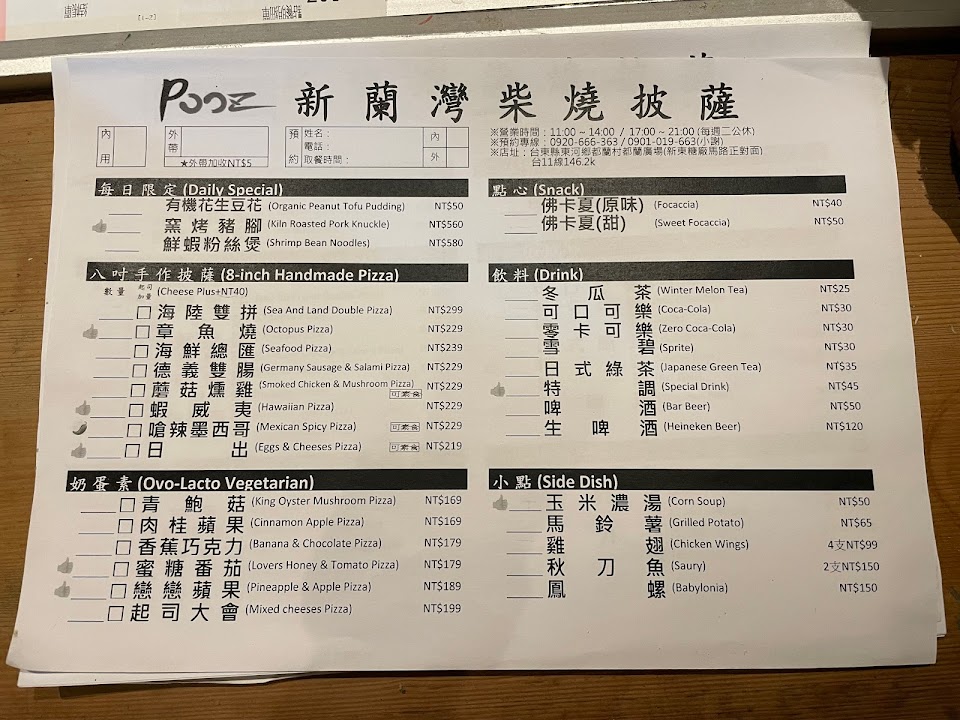 Pooz 新蘭灣柴燒披薩
內用
外帶
★外帶加收NT$5
預約
姓名：
電話：
取餐時間：
內
外
※營業時間：11:00 ~ 14:00 / 17:00 ~ 21:00 (每週二公休)
※預約專線：0920-666-363 / 0901-019-663(小謝)
※店址：台東縣東河鄉都蘭村都蘭廣場(新東糖廠馬路正對面)
台11線146.2k
每日限定 (Daily Special)
有機花生豆花 (Organic Peanut Tofu Pudding) NT$50
窯烤豬腳 (Kiln Roasted Pork Knuckle) NT$560
鮮蝦粉絲煲 (Shrimp Bean Noodles) NT$580
八吋手作披薩 (8-inch Handmade Pizza)
數量 起司加量 (Cheese Plus+NT40)
海陸雙拼 (Sea And Land Double Pizza) NT$299
章魚燒 (Octopus Pizza) NT$229
海鮮總匯 (Seafood Pizza) NT$239
德義雙腸 (Germany Sausage & Salami Pizza) NT$229
蘑菇燻雞 (Smoked Chicken & Mushroom Pizza) 可素食 NT$229
蝦威夷 (Hawaiian Pizza) NT$229
嗆辣墨西哥 (Mexican Spicy Pizza) 可素食 NT$229
日出 (Eggs & Cheeses Pizza) 可素食 NT$219
奶蛋素 (Ovo-Lacto Vegetarian)
青鮑菇 (King Oyster Mushroom Pizza) NT$169
肉桂蘋果 (Cinnamon Apple Pizza) NT$169
香蕉巧克力 (Banana & Chocolate Pizza) NT$179
蜜糖番茄 (Lovers Honey & Tomato Pizza) NT$179
戀戀蘋果 (Pineapple & Apple Pizza) NT$189
起司大會 (Mixed cheeses Pizza) NT$199
點心 (Snack)
佛卡夏(原味) (Focaccia) NT$40
佛卡夏(甜) (Sweet Focaccia) NT$50
飲料 (Drink)
冬瓜茶 (Winter Melon Tea) NT$25
可口可樂 (Coca-Cola) NT$30
零卡可樂 (Zero Coca-Cola) NT$30
雪碧 (Sprite) NT$30
日式綠茶 (Japanese Green Tea) NT$35
特調 (Special Drink) NT$45
啤酒 (Bar Beer) NT$50
生啤酒 (Heineken Beer) NT$120
小點 (Side Dish)
玉米濃湯 (Corn Soup) NT$50
馬鈴薯 (Grilled Potato) NT$65
雞翅 (Chicken Wings) 4支NT$99
秋刀魚 (Saury) 2支NT$150
鳳螺 (Babylonia) NT$150